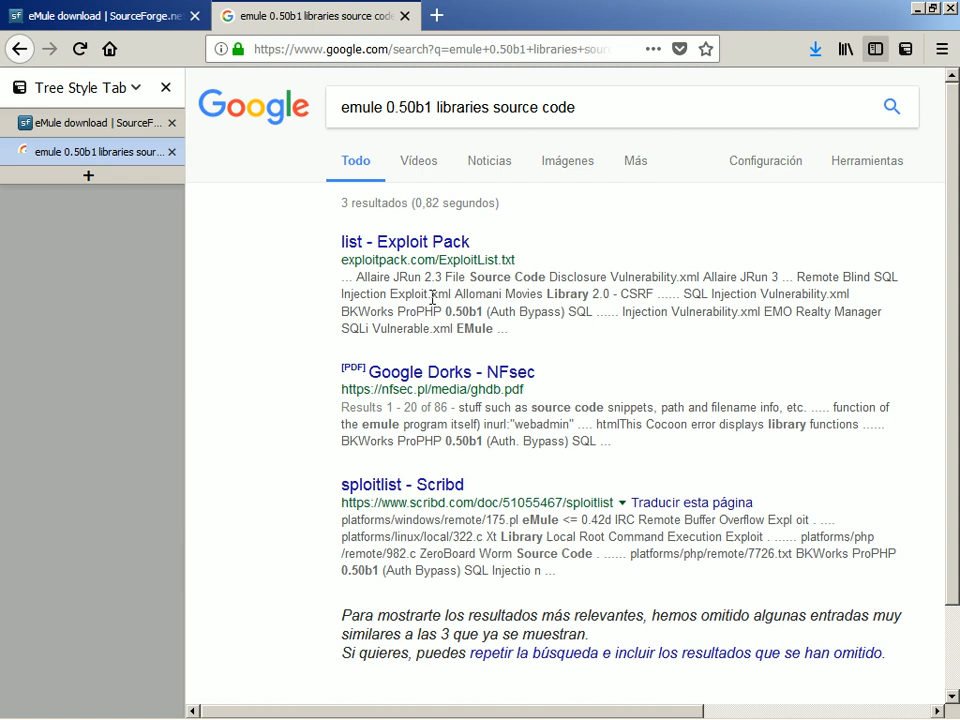 eMule download | SourceForge.ne
emule 0.50b1 libraries source code
https://www.google.com/search?q=emule+0.50b1+libraries+sour
Tree Style Tab
eMule download | SourceF...
emule 0.50b1 libraries sour...
Google
emule 0.50b1 libraries source code
Todo Vídeos Noticias Imágenes Más Configuración Herramientas
3 resultados (0,82 segundos)
list - Exploit Pack
exploitpack.com/ExploitList.txt
... Allaire JRun 2.3 File Source Code Disclosure Vulnerability.xml Allaire JRun 3 ... Remote Blind SQL
Injection Exploit.xml Allomani Movies Library 2.0 - CSRF ...... SQL Injection Vulnerability.xml
BKWorks ProPHP 0.50b1 (Auth Bypass) SQL ...... Injection Vulnerability.xml EMO Realty Manager
SQLi Vulnerable.xml EMule ...
[PDF] Google Dorks - NFsec
https://nfsec.pl/media/ghdb.pdf
Results 1 - 20 of 86 - stuff such as source code snippets, path and filename info, etc. ..... function of
the emule program itself) inurl:"webadmin" .... htmlThis Cocoon error displays library functions ......
BKWorks ProPHP 0.50b1 (Auth. Bypass) SQL ...
sploitlist - Scribd
https://www.scribd.com/doc/51055467/sploitlist Traducir esta página
platforms/windows/remote/175.pl eMule <= 0.42d IRC Remote Buffer Overflow Expl oit . ....
platforms/linux/local/322.c Xt Library Local Root Command Execution Exploit . ...... platforms/php
/remote/982.c ZeroBoard Worm Source Code . ...... platforms/php/remote/7726.txt BKWorks ProPHP
0.50b1 (Auth Bypass) SQL Injectio n ...
Para mostrarte los resultados más relevantes, hemos omitido algunas entradas muy
similares a las 3 que ya se muestran.
Si quieres, puedes repetir la búsqueda e incluir los resultados que se han omitido.